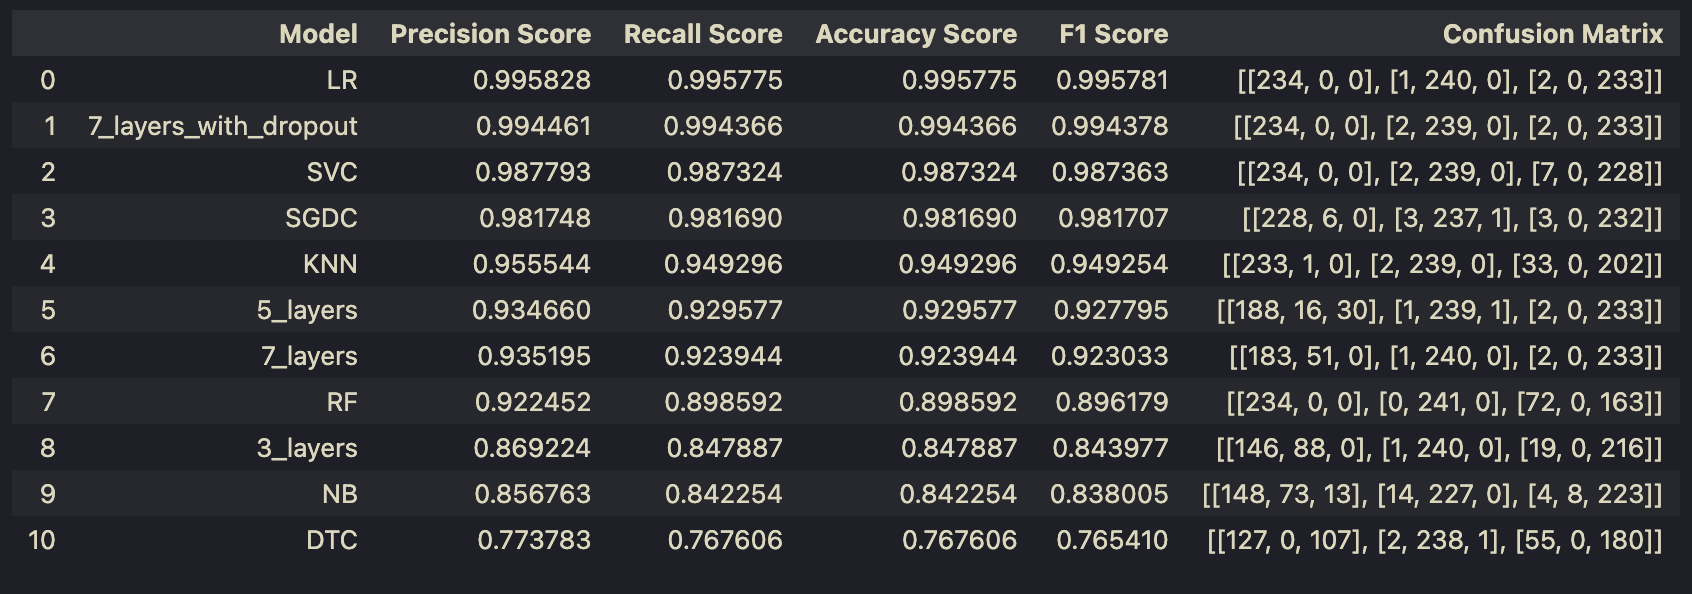 Model Precision Score Recall Score Accuracy Score F1 Score Confusion Matrix
0 LR 0.995828 0.995775 0.995775 0.995781 [[234, 0, 0], [1, 240, 0], [2, 0, 233]]
1 7_layers_with_dropout 0.994461 0.994366 0.994366 0.994378 [[234, 0, 0], [2, 239, 0], [2, 0, 233]]
2 SVC 0.987793 0.987324 0.987324 0.987363 [[234, 0, 0], [2, 239, 0], [7, 0, 228]]
3 SGDC 0.981748 0.981690 0.981690 0.981707 [[228, 6, 0], [3, 237, 1], [3, 0, 232]]
4 KNN 0.955544 0.949296 0.949296 0.949254 [[233, 1, 0], [2, 239, 0], [33, 0, 202]]
5 5_layers 0.934660 0.929577 0.929577 0.927795 [[188, 16, 30], [1, 239, 1], [2, 0, 233]]
6 7_layers 0.935195 0.923944 0.923944 0.923033 [[183, 51, 0], [1, 240, 0], [2, 0, 233]]
7 RF 0.922452 0.898592 0.898592 0.896179 [[234, 0, 0], [0, 241, 0], [72, 0, 163]]
8 3_layers 0.869224 0.847887 0.847887 0.843977 [[146, 88, 0], [1, 240, 0], [19, 0, 216]]
9 NB 0.856763 0.842254 0.842254 0.838005 [[148, 73, 13], [14, 227, 0], [4, 8, 223]]
10 DTC 0.773783 0.767606 0.767606 0.765410 [[127, 0, 107], [2, 238, 1], [55, 0, 180]]